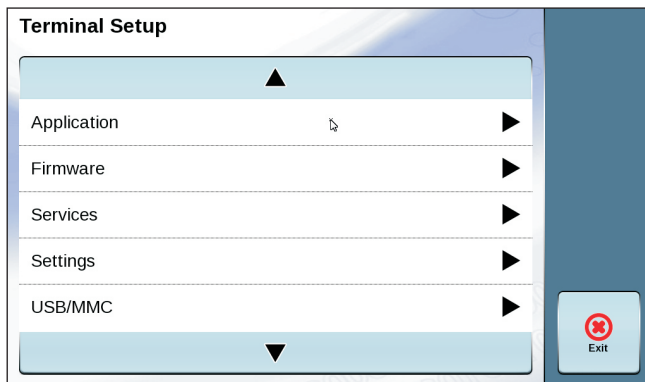 Terminal Setup
Application
Firmware
Services
Settings
USB/MMC
Exit